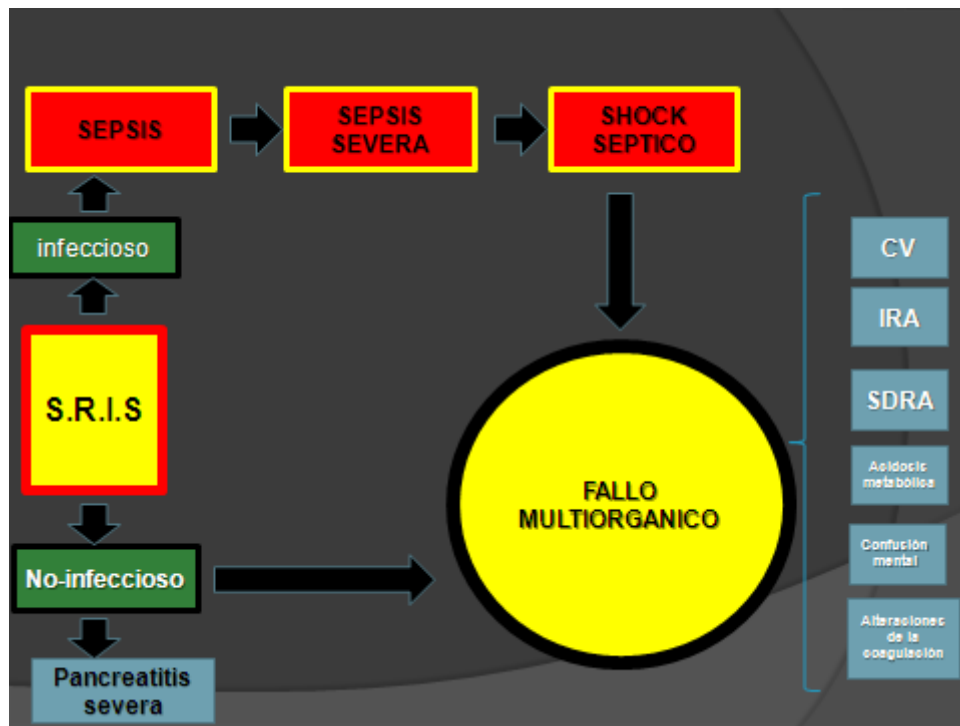 SEPSIS
SEPSIS
SEVERA
SHOCK
SEPTICO
infeccioso
CV
IRA
S.R.I.S
SDRA
Acidosis
metabólica
FALLO
MULTIORGANICO
Confusión
mental
No-infeccioso
Alteraciones
de la
coagulación
Pancreatitis
severa